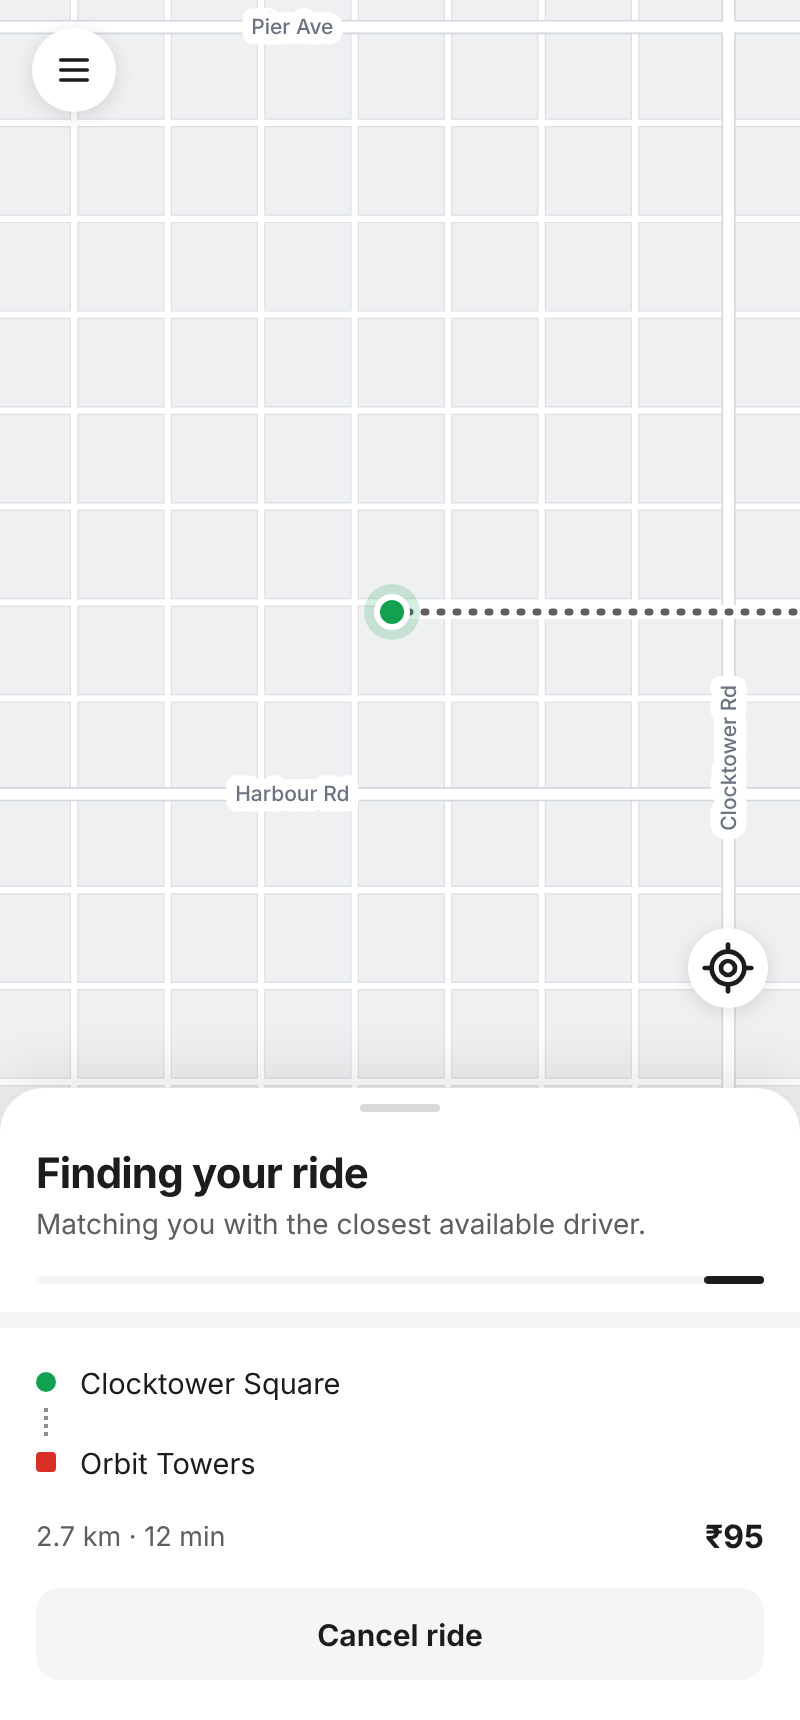 Pier Ave
Clocktower Rd
Harbour Rd
Finding your ride
Matching you with the closest available driver.
Clocktower Square
Orbit Towers
2.7 km · 12 min
₹95
Cancel ride